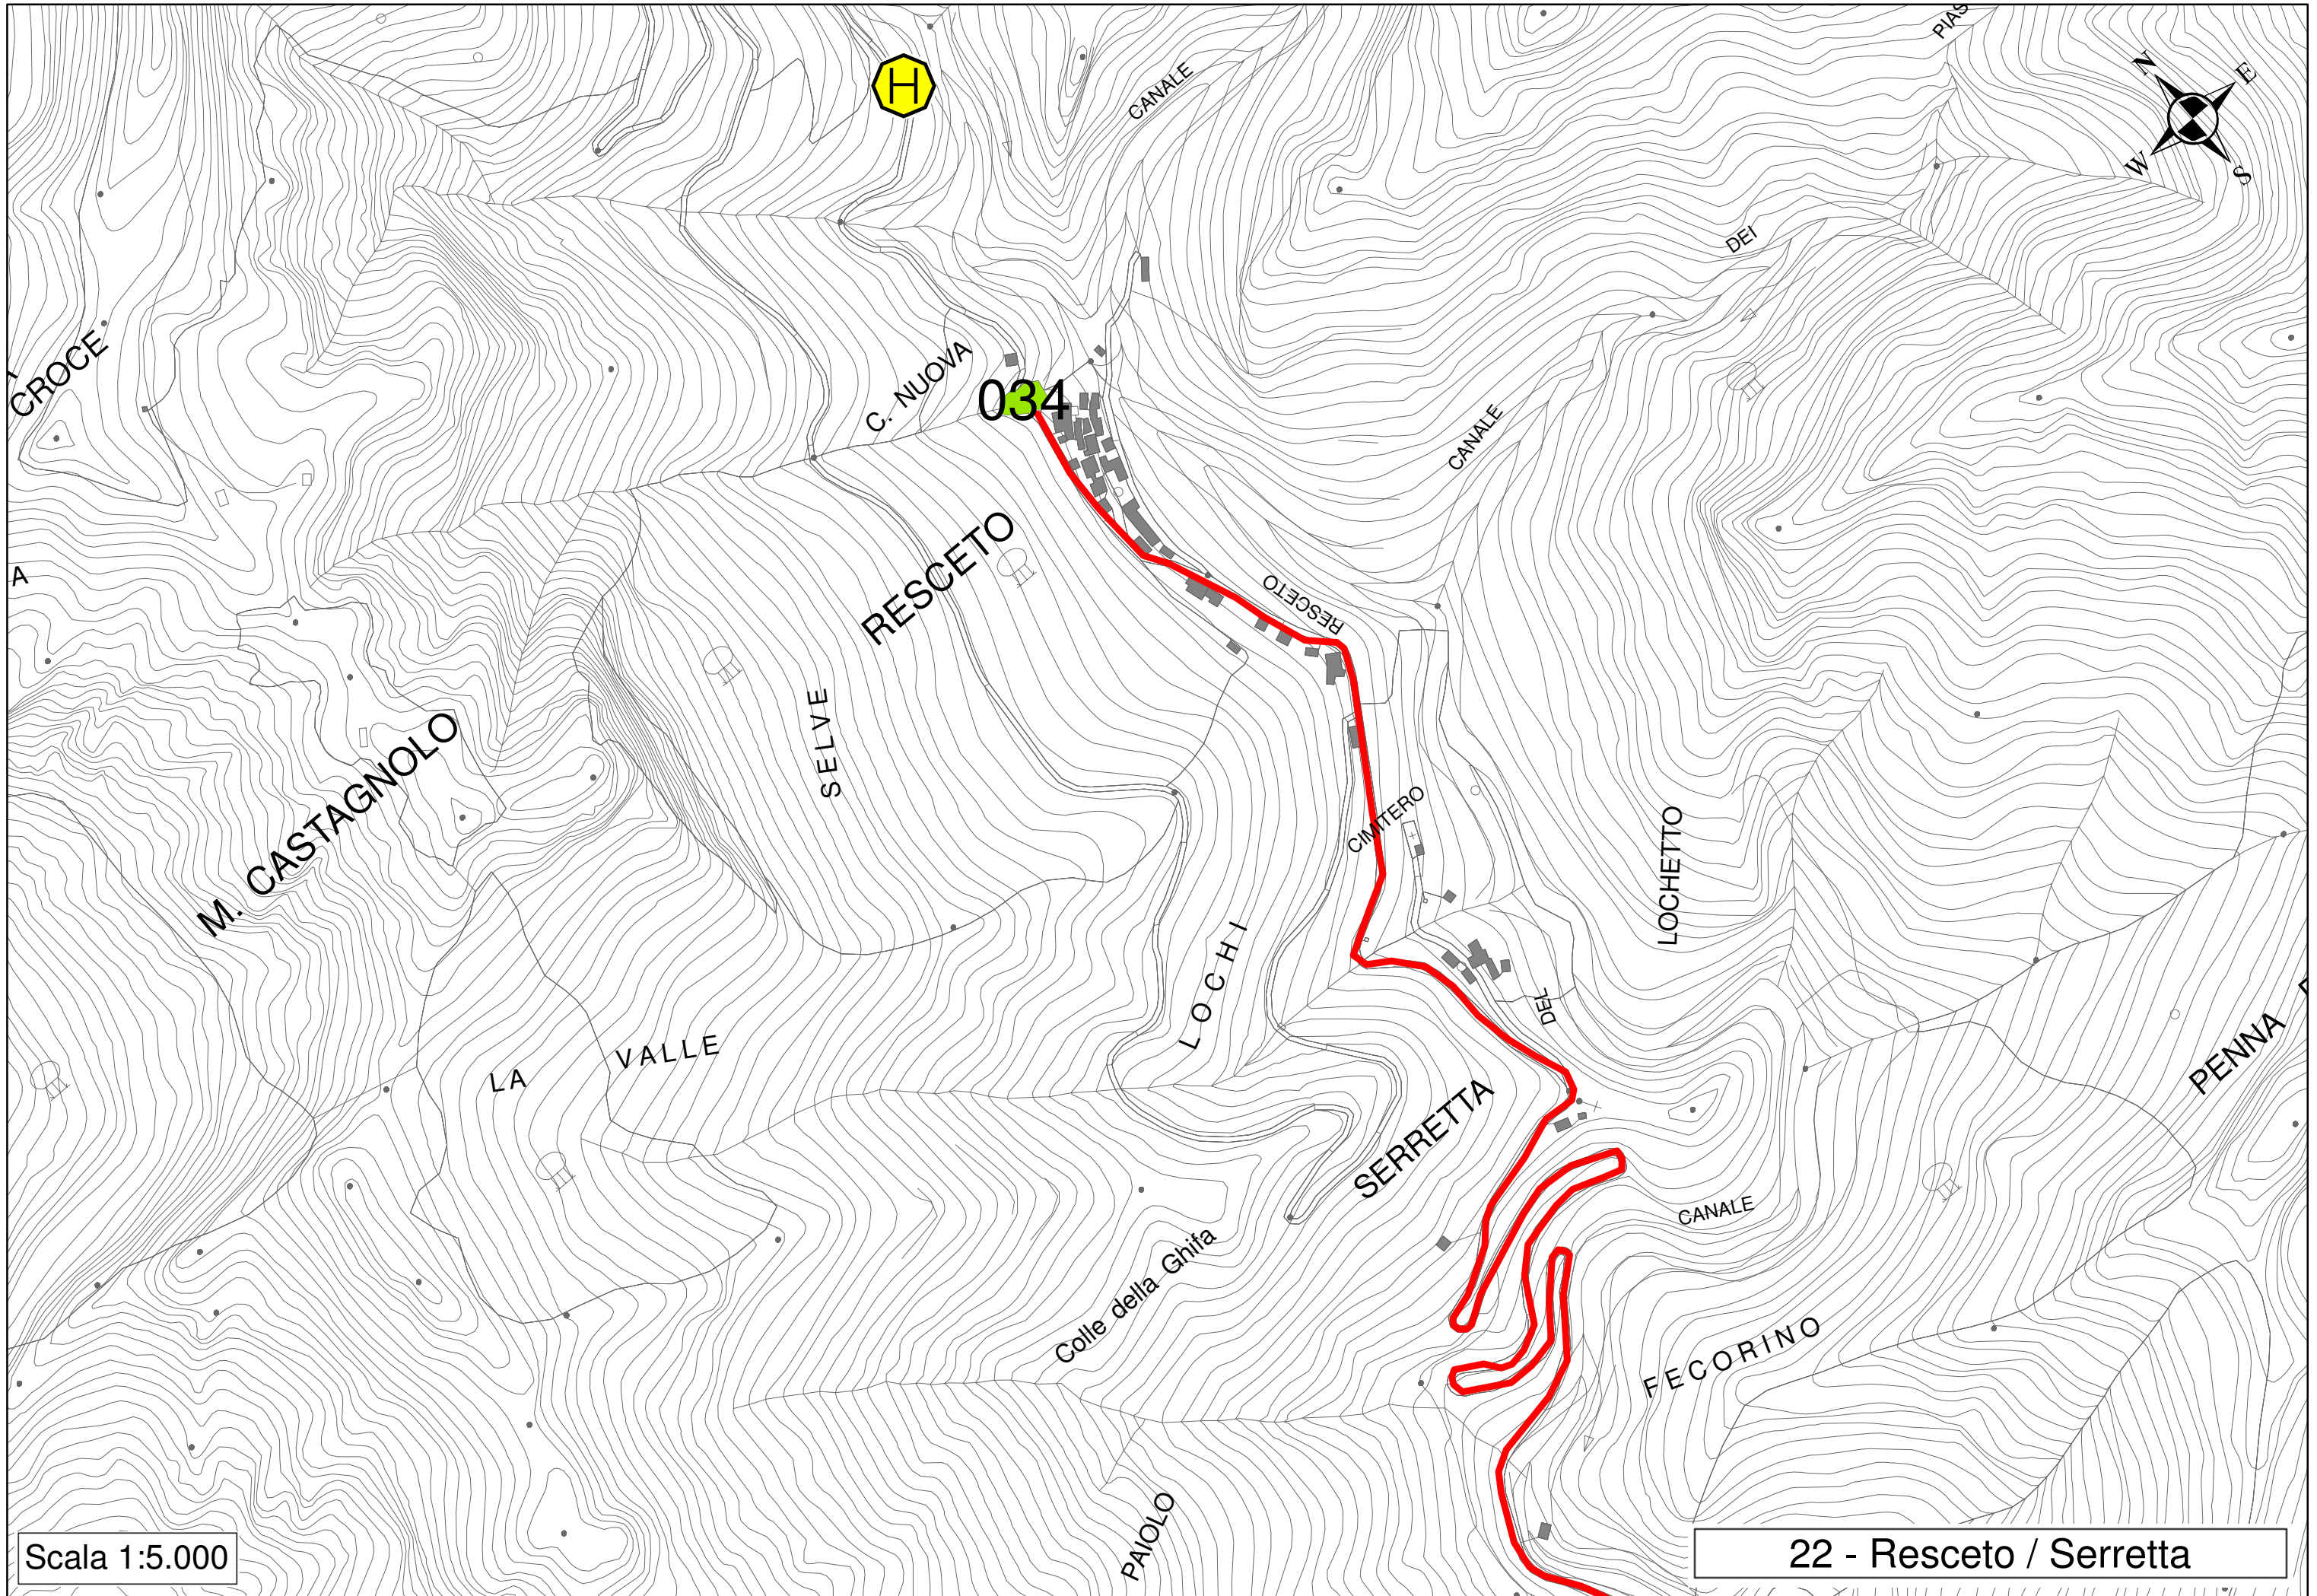 PIAS
H
CANALE
N
E
W
S
DEI
CROCE
C. NUOVA
034
CANALE
RESCETO
A
RESCETO
SELVE
M. CASTAGNOLO
CIMITERO
LOCHETTO
LOCHI
DEL
LA VALLE
PENNA
SERRETTA
CANALE
Colle della Ghifa
FECORINO
PAIOLO
Scala 1:5.000
22 - Resceto / Serretta